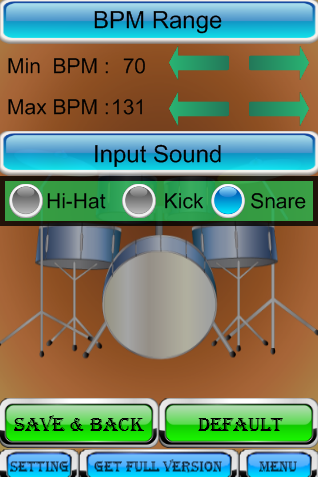 BPM Range
Min BPM : 70
Max BPM :131
Input Sound
Hi-Hat Kick Snare
SAVE & BACK DEFAULT
SETTING GET FULL VERSION MENU